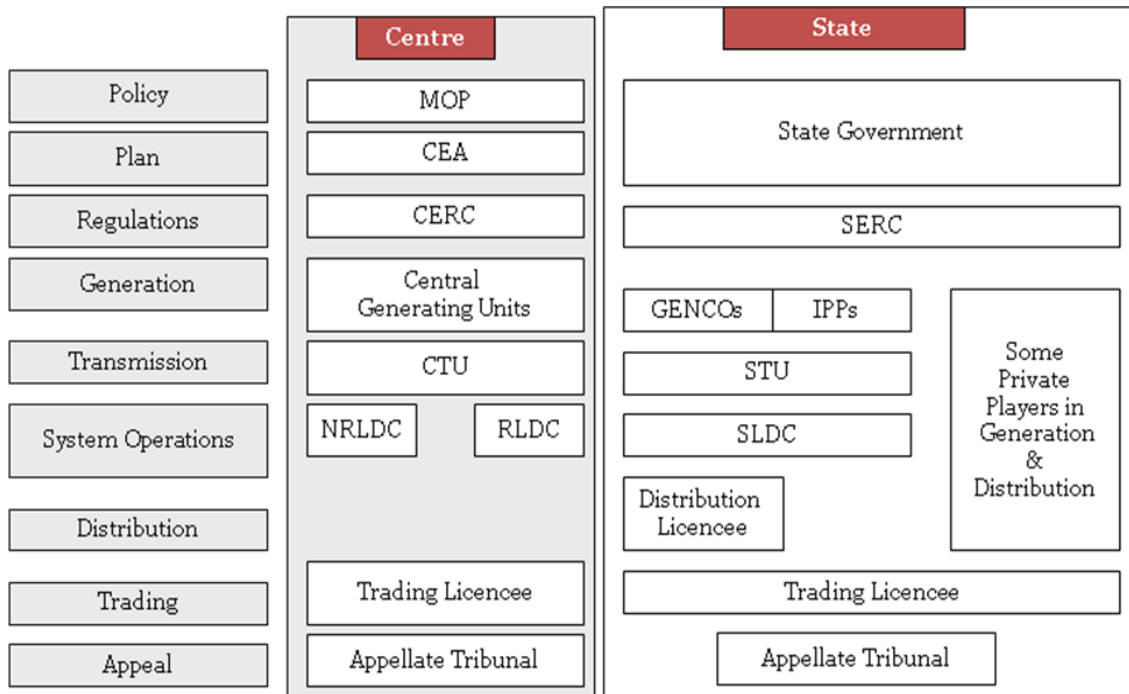 Centre
State
Policy
MOP
State Government
Plan
CEA
Regulations
CERC
SERC
Generation
Central
Generating Units
GENCOs
IPPs
Some
Private
Players in
Generation
&
Distribution
Transmission
CTU
STU
System Operations
NRLDC
RLDC
SLDC
Distribution
Distribution
Licencee
Trading
Trading Licencee
Trading Licencee
Appeal
Appellate Tribunal
Appellate Tribunal